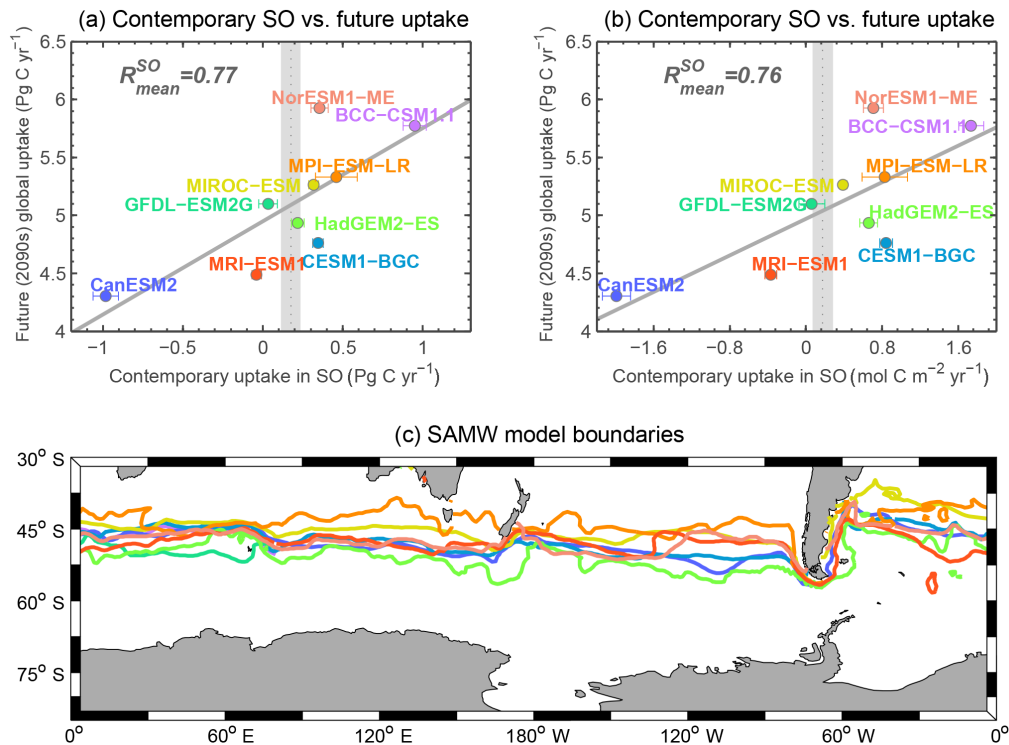 (a) Contemporary SO vs. future uptake
Future (2090s) global uptake (Pg C yr⁻¹)
6.5
6
5.5
5
4.5
4
R^SO_mean=0.77
NorESM1−ME
BCC−CSM1.1
MPI−ESM−LR
MIROC−ESM
GFDL−ESM2G
HadGEM2−ES
CESM1−BGC
MRI−ESM1
CanESM2
−1 −0.5 0 0.5 1
Contemporary uptake in SO (Pg C yr⁻¹)
(b) Contemporary SO vs. future uptake
Future (2090s) global uptake (Pg C yr⁻¹)
6.5
6
5.5
5
4.5
4
R^SO_mean=0.76
NorESM1−ME
BCC−CSM1.1
MPI−ESM−LR
MIROC−ESM
GFDL−ESM2G
HadGEM2−ES
CESM1−BGC
MRI−ESM1
CanESM2
−1.6 −0.8 0 0.8 1.6
Contemporary uptake in SO (mol C m⁻² yr⁻¹)
(c) SAMW model boundaries
30° S
45° S
60° S
75° S
0° 60° E 120° E 180° W 120° W 60° W 0°